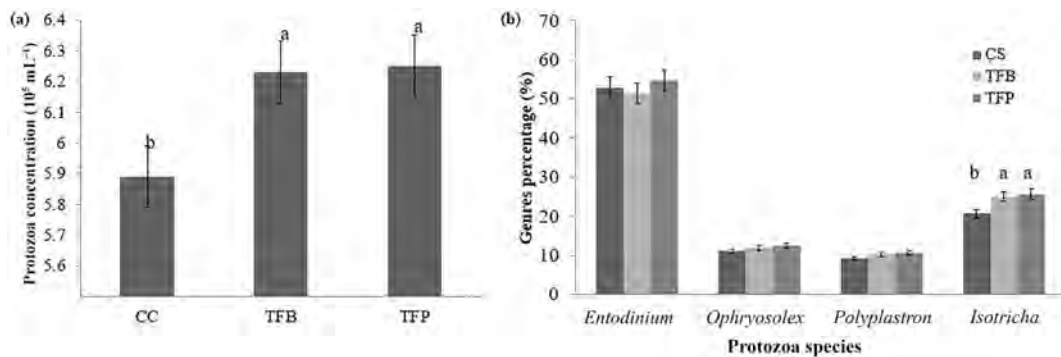 (a)
Protozoa concentration (10⁵ mL⁻¹)
6.4
6.3
6.2
6.1
6
5.9
5.8
5.7
5.6
b
a
a
CC
TFB
TFP
(b)
Genres percentage (%)
70
60
50
40
30
20
10
0
CS
TFB
TFP
b a a
Entodinium
Ophryosolex
Polyplastron
Isotricha
Protozoa species